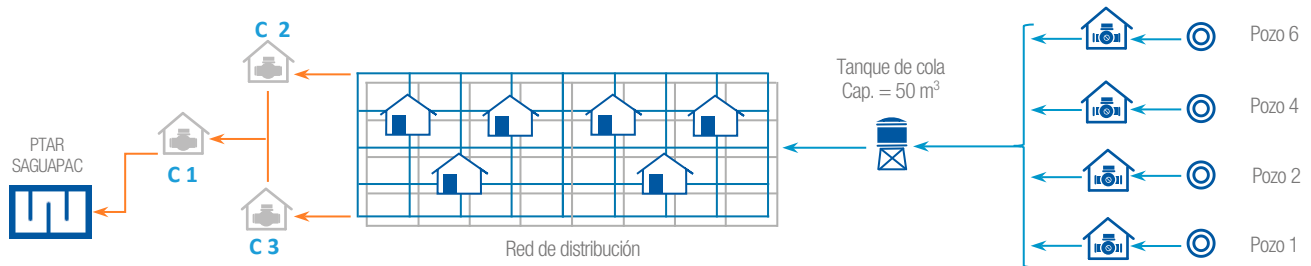 PTAR
SAGUAPAC
C 1
C 2
C 3
Red de distribución
Tanque de cola
Cap. = 50 m³
Pozo 6
Pozo 4
Pozo 2
Pozo 1